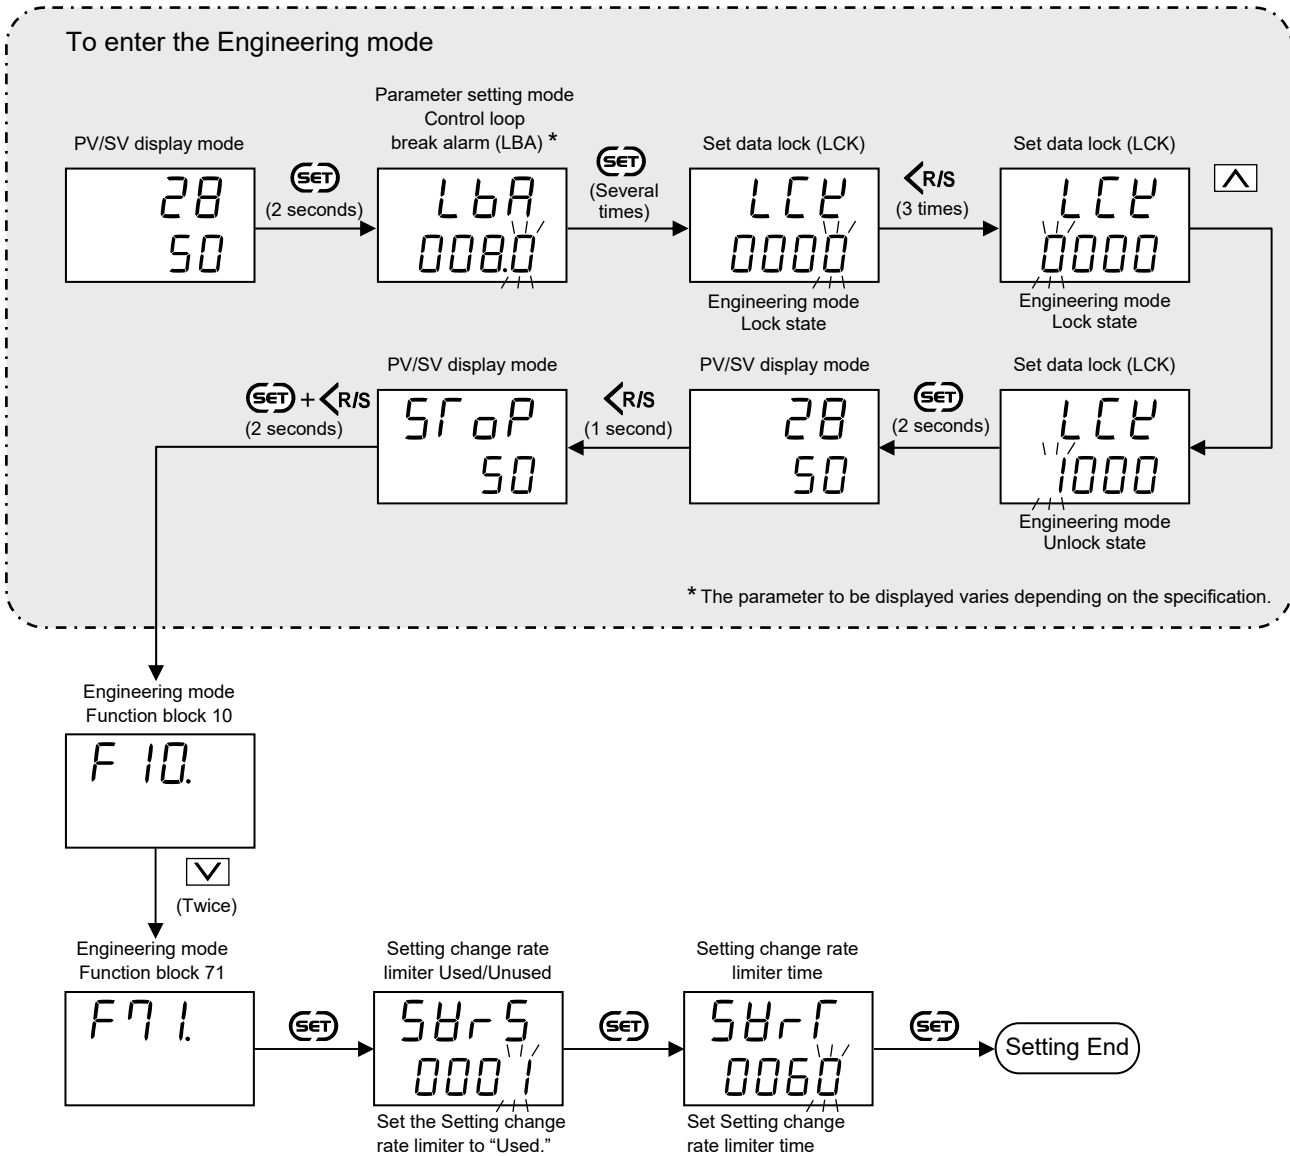 To enter the Engineering mode
PV/SV display mode
28
50
SET
(2 seconds)
Parameter setting mode
Control loop
break alarm (LBA) *
LbA
008.0
SET
(Several
times)
Set data lock (LCK)
LCK
0000
Engineering mode
Lock state
R/S
(3 times)
Set data lock (LCK)
LCK
0000
Engineering mode
Lock state
Set data lock (LCK)
LCK
1000
Engineering mode
Unlock state
SET
(2 seconds)
PV/SV display mode
28
50
R/S
(1 second)
PV/SV display mode
SToP
50
SET + R/S
(2 seconds)
* The parameter to be displayed varies depending on the specification.
Engineering mode
Function block 10
F 10.
(Twice)
Engineering mode
Function block 71
F71.
SET
Setting change rate
limiter Used/Unused
SVrS
0001
Set the Setting change
rate limiter to “Used.”
SET
Setting change rate
limiter time
SVrT
0060
Set Setting change
rate limiter time
SET
Setting End